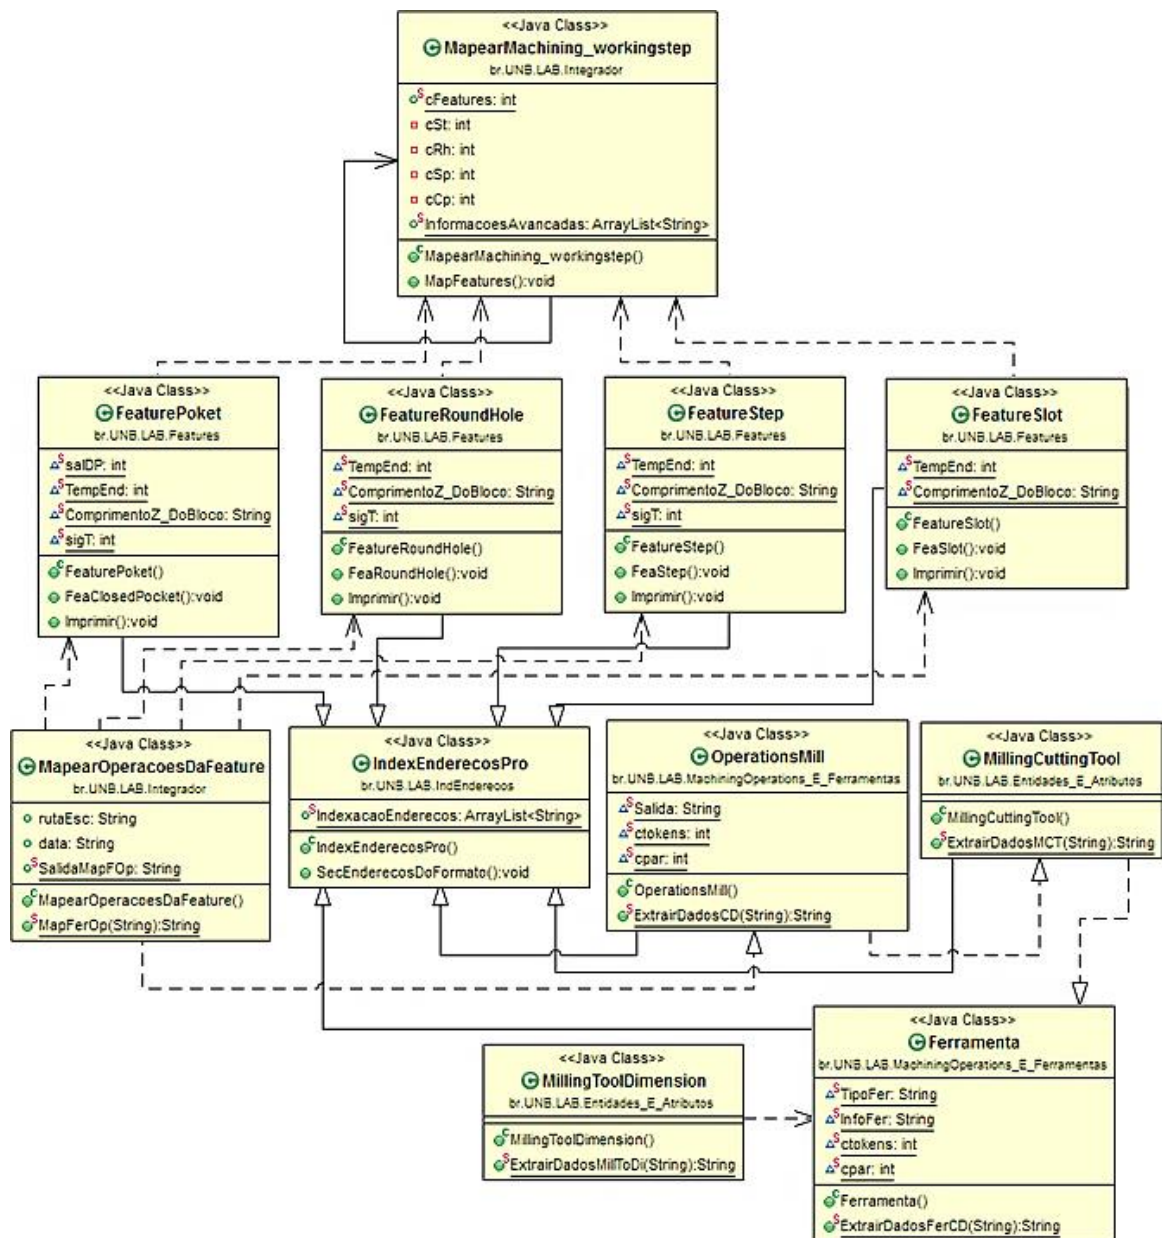 <<Java Class>>
MapearMachining_workingstep
br.UNB.LAB.Integrador
cFeatures: int
cSt: int
cRh: int
cSp: int
cCp: int
InformacoesAvancadas: ArrayList<String>
MapearMachining_workingstep()
MapFeatures():void
<<Java Class>>
FeaturePoket
br.UNB.LAB.Features
salDP: int
TempEnd: int
ComprimentoZ_DoBloco: String
sigT: int
FeaturePoket()
FeaClosedPocket():void
Imprimir():void
<<Java Class>>
FeatureRoundHole
br.UNB.LAB.Features
TempEnd: int
ComprimentoZ_DoBloco: String
sigT: int
FeatureRoundHole()
FeaRoundHole():void
Imprimir():void
<<Java Class>>
FeatureStep
br.UNB.LAB.Features
TempEnd: int
ComprimentoZ_DoBloco: String
sigT: int
FeatureStep()
FeaStep():void
Imprimir():void
<<Java Class>>
FeatureSlot
br.UNB.LAB.Features
TempEnd: int
ComprimentoZ_DoBloco: String
FeatureSlot()
FeaSlot():void
Imprimir():void
<<Java Class>>
MapearOperacoesDaFeature
br.UNB.LAB.Integrador
rutaEsc: String
data: String
SalidaMapFOp: String
MapearOperacoesDaFeature()
MapFerOp(String):String
<<Java Class>>
IndexEnderecosPro
br.UNB.LAB.IndEnderecos
IndexacaoEnderecos: ArrayList<String>
IndexEnderecosPro()
SecEnderecosDoFormato():void
<<Java Class>>
OperationsMill
br.UNB.LAB.MachiningOperations_E_Ferramentas
Salida: String
ctokens: int
cpar: int
OperationsMill()
ExtrairDadosCD(String):String
<<Java Class>>
MillingCuttingTool
br.UNB.LAB.Entidades_E_Atributos
MillingCuttingTool()
ExtrairDadosMCT(String):String
<<Java Class>>
MillingToolDimension
br.UNB.LAB.Entidades_E_Atributos
MillingToolDimension()
ExtrairDadosMillToDi(String):String
<<Java Class>>
Ferramenta
br.UNB.LAB.MachiningOperations_E_Ferramentas
TipoFer: String
InfoFer: String
ctokens: int
cpar: int
Ferramenta()
ExtrairDadosFerCD(String):String